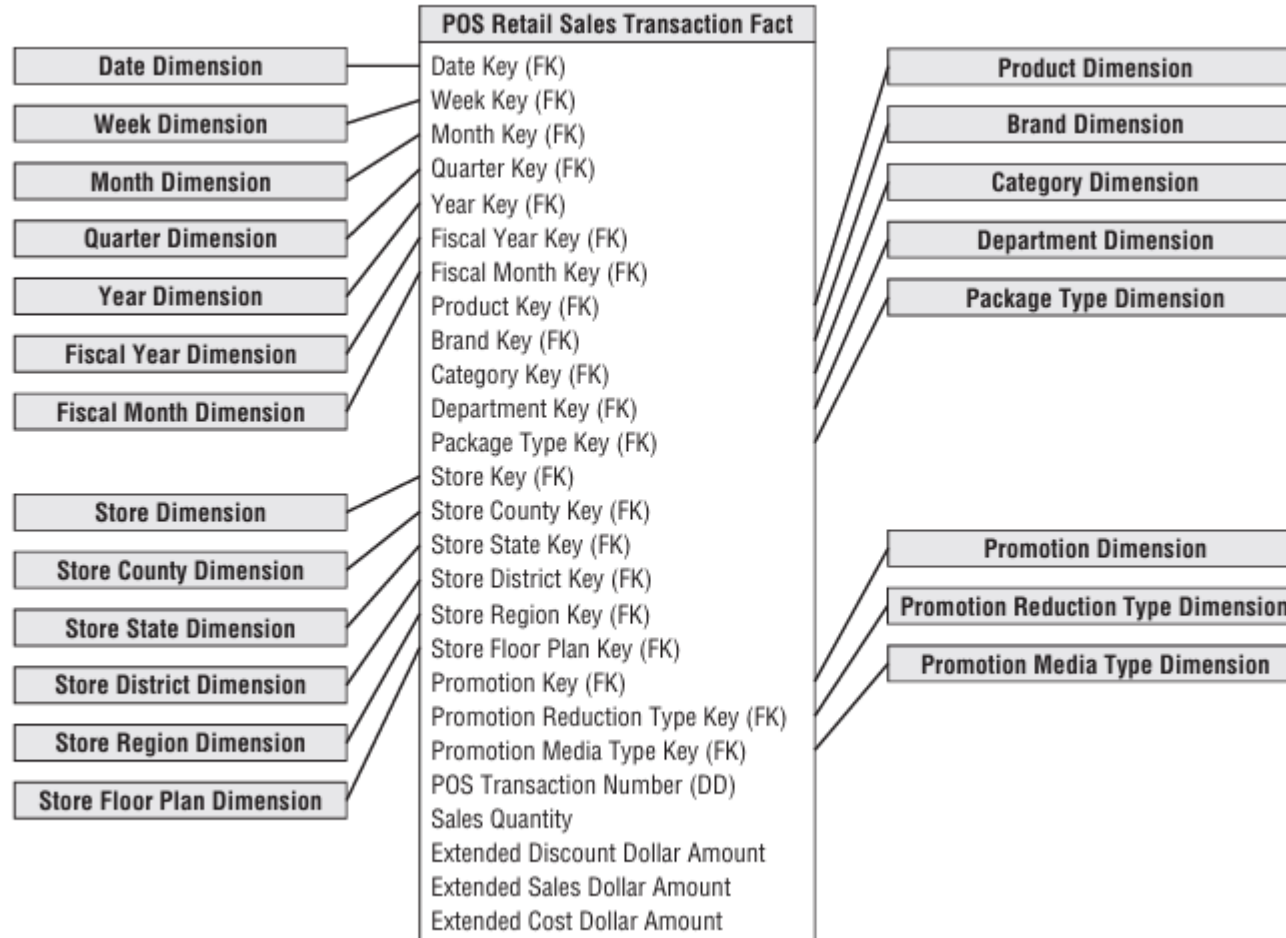 POS Retail Sales Transaction Fact
Date Key (FK)
Week Key (FK)
Month Key (FK)
Quarter Key (FK)
Year Key (FK)
Fiscal Year Key (FK)
Fiscal Month Key (FK)
Product Key (FK)
Brand Key (FK)
Category Key (FK)
Department Key (FK)
Package Type Key (FK)
Store Key (FK)
Store County Key (FK)
Store State Key (FK)
Store District Key (FK)
Store Region Key (FK)
Store Floor Plan Key (FK)
Promotion Key (FK)
Promotion Reduction Type Key (FK)
Promotion Media Type Key (FK)
POS Transaction Number (DD)
Sales Quantity
Extended Discount Dollar Amount
Extended Sales Dollar Amount
Extended Cost Dollar Amount
Date Dimension
Week Dimension
Month Dimension
Quarter Dimension
Year Dimension
Fiscal Year Dimension
Fiscal Month Dimension
Store Dimension
Store County Dimension
Store State Dimension
Store District Dimension
Store Region Dimension
Store Floor Plan Dimension
Product Dimension
Brand Dimension
Category Dimension
Department Dimension
Package Type Dimension
Promotion Dimension
Promotion Reduction Type Dimension
Promotion Media Type Dimension